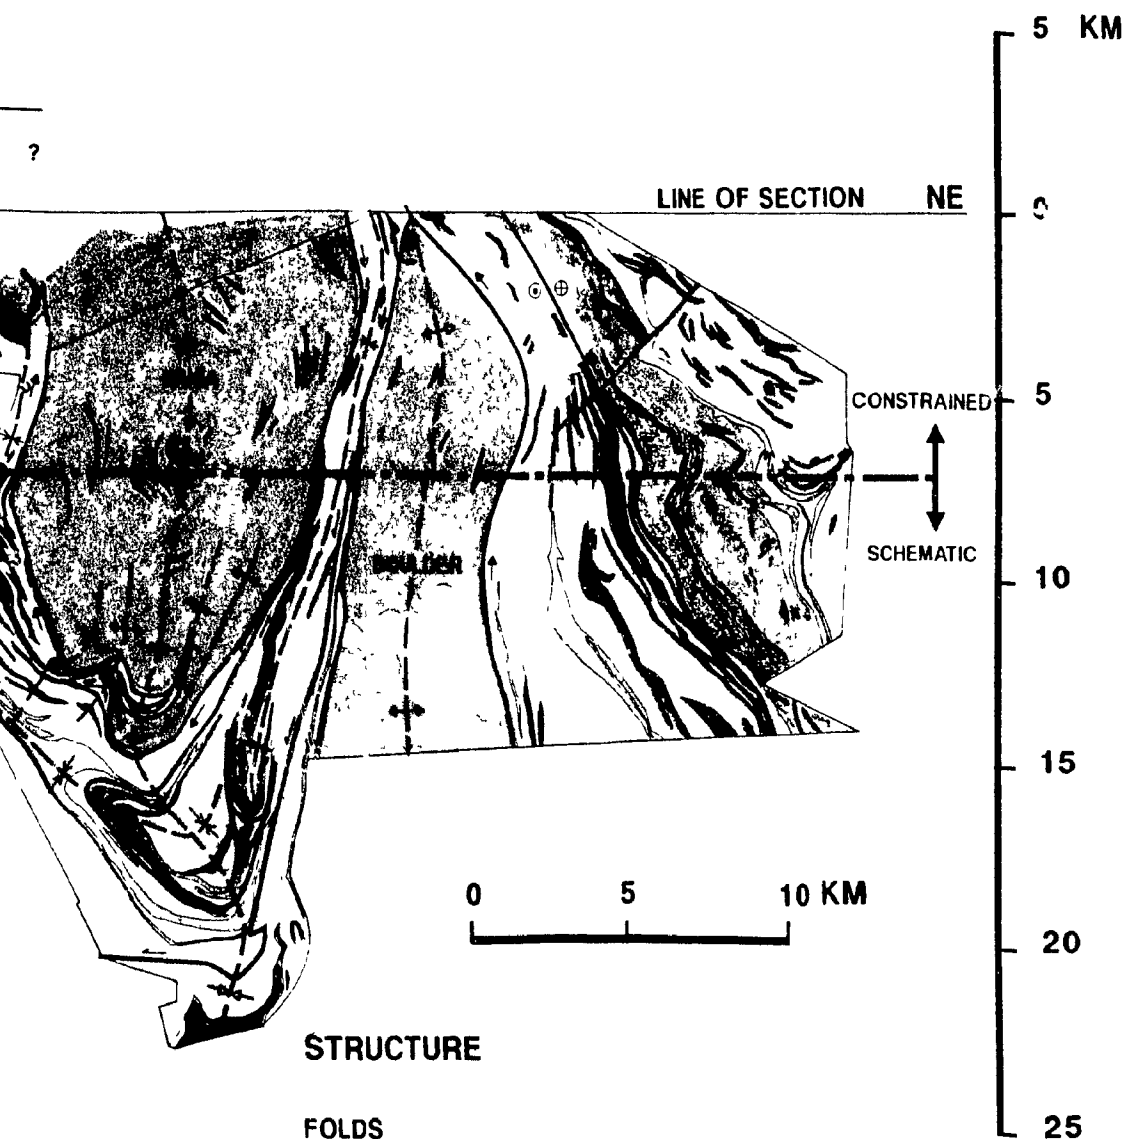 5 KM
?
LINE OF SECTION NE
0
CONSTRAINED 5
BOULDER
SCHEMATIC
10
15
0 5 10 KM
20
STRUCTURE
FOLDS
25